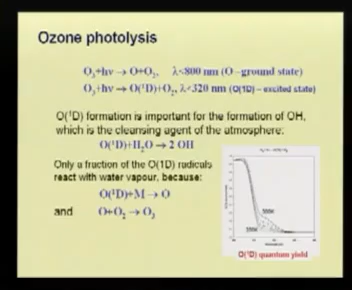 Ozone photolysis
O₃+hν → O+O₂, λ<800 nm (O –ground state)
O₃+hν → O(¹D)+O₂, λ<320 nm (O(1D) – excited state)
O(¹D) formation is important for the formation of OH,
which is the cleansing agent of the atmosphere:
O(¹D)+H₂O → 2 OH
Only a fraction of the O(1D) radicals
react with water vapour, because:
O(¹D)+M → O
and O+O₂ → O₃
O(¹D) quantum yield